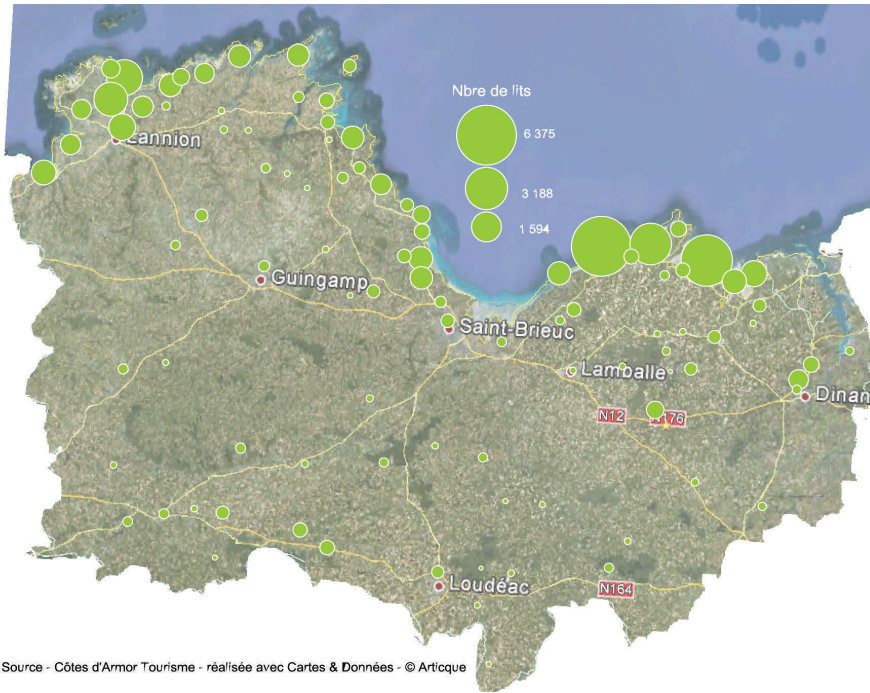 Nbre de lits
6 375
3 188
1 594
Lannion
Guingamp
Saint-Brieuc
Lamballe
Dinan
N12
N176
Loudéac
N164
Source - Côtes d'Armor Tourisme - réalisée avec Cartes & Données - © Articque